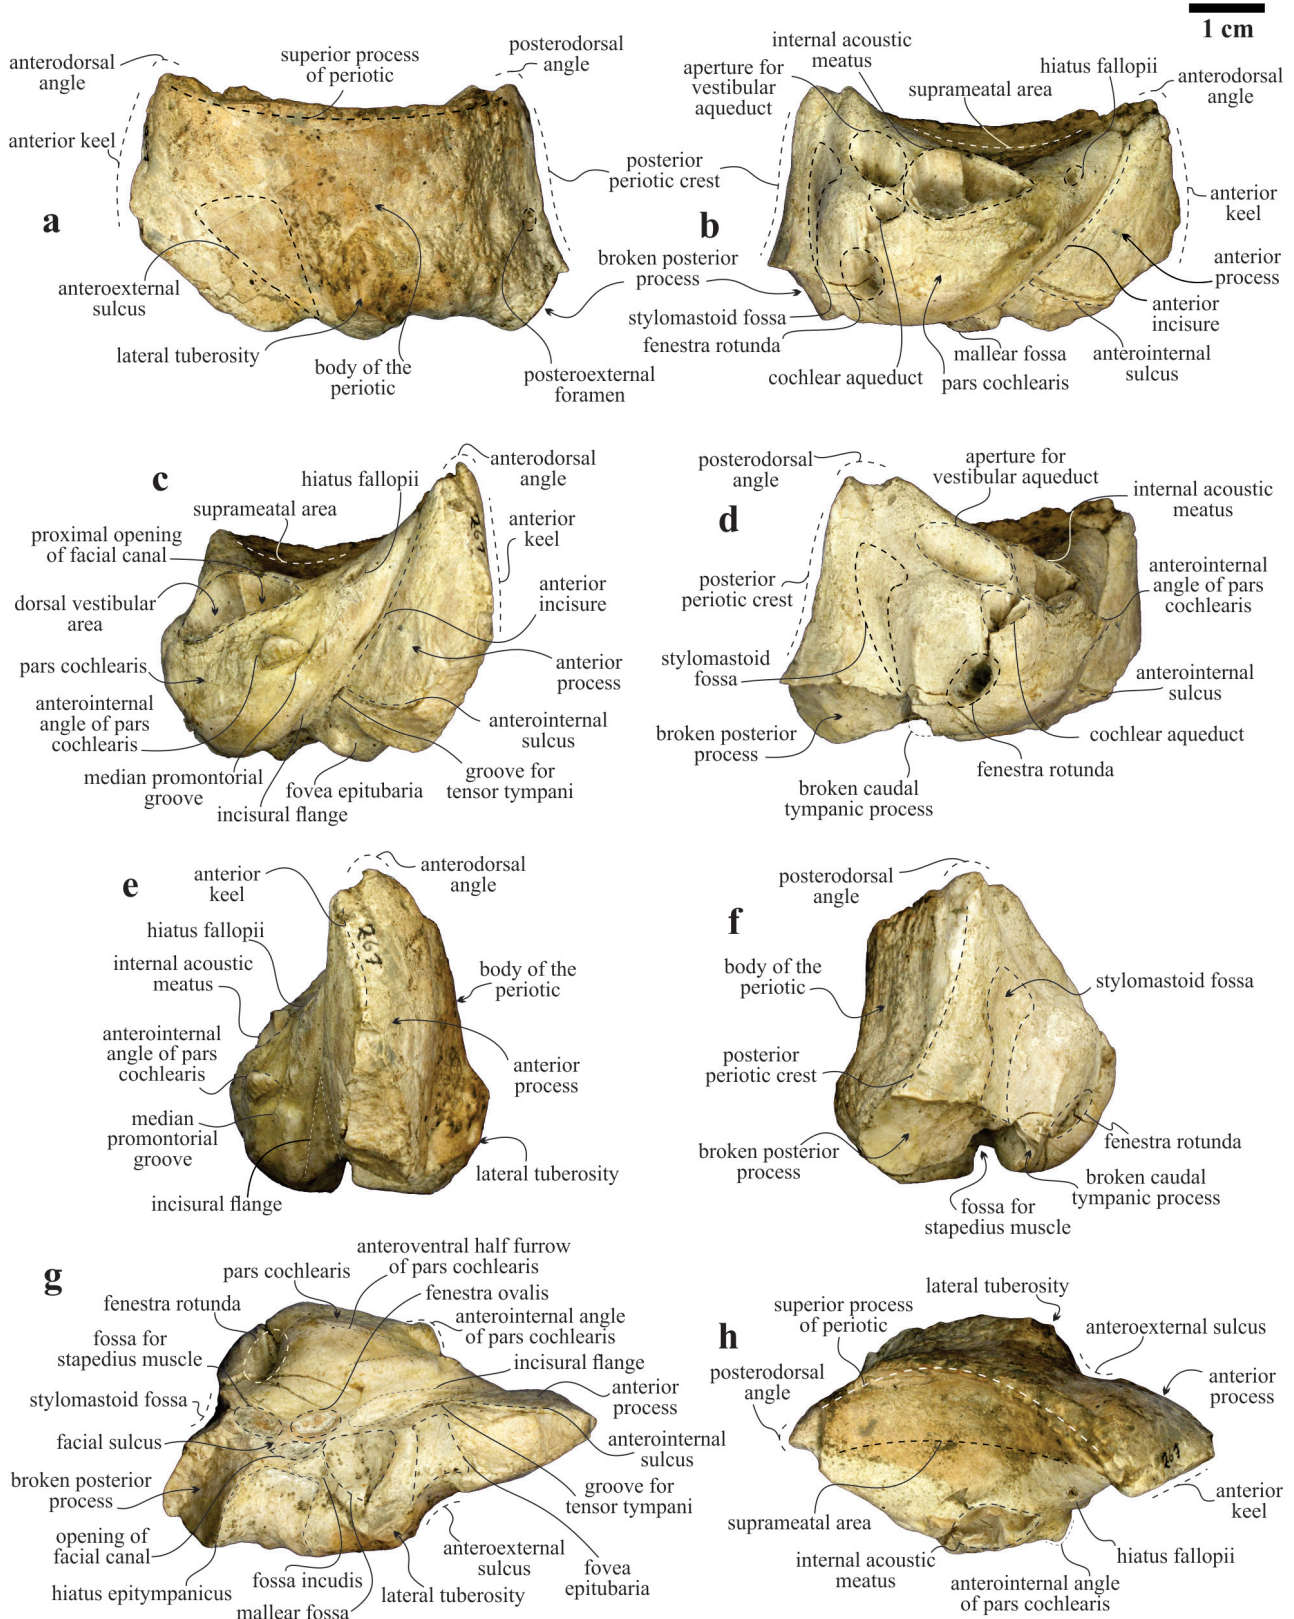 1 cm
a
anterodorsal
angle
superior process
of periotic
posterodorsal
angle
anterior keel
posterior
periotic crest
anteroexternal
sulcus
lateral tuberosity
body of the
periotic
posteroexternal
foramen
broken posterior
process
b
internal acoustic
meatus
aperture for
vestibular
aqueduct
suprametal area
hiatus fallopii
anterodorsal
angle
anterior
keel
anterior
process
anterior
incisure
anterointernal
sulcus
mallear fossa
pars cochlearis
cochlear aqueduct
stylomastoid fossa
fenestra rotunda
c
anterodorsal
angle
hiatus fallopii
suprametal area
proximal opening
of facial canal
dorsal vestibular
area
pars cochlearis
anterointernal
angle of pars
cochlearis
median promontorial
groove
incisural flange
fovea epitubaria
groove for
tensor tympani
anterointernal
sulcus
anterior
process
anterior
incisure
anterior
keel
267
d
posterodorsal
angle
aperture for
vestibular aqueduct
internal acoustic
meatus
anterointernal
angle of pars
cochlearis
posterior
periotic crest
stylomastoid
fossa
anterointernal
sulcus
broken posterior
process
cochlear aqueduct
fenestra rotunda
broken caudal
tympanic process
e
anterior
keel
anterodorsal
angle
hiatus fallopii
internal acoustic
meatus
anterointernal
angle of pars
cochlearis
median
promontorial
groove
incisural flange
body of the
periotic
anterior
process
lateral tuberosity
267
f
posterodorsal
angle
body of the
periotic
stylomastoid fossa
posterior
periotic crest
broken posterior
process
fenestra rotunda
broken caudal
tympanic process
fossa for
stapedius muscle
g
anteroventral half furrow
of pars cochlearis
pars cochlearis
fenestra ovalis
fenestra rotunda
anterointernal angle
of pars cochlearis
fossa for
stapedius muscle
incisural flange
anterior
process
stylomastoid fossa
facial sulcus
anterointernal
sulcus
broken posterior
process
groove for
tensor tympani
opening of
facial canal
hiatus epitympanicus
fossa incudis
mallear fossa
lateral tuberosity
anteroexternal
sulcus
fovea
epitubaria
h
lateral tuberosity
superior process
of periotic
anteroexternal sulcus
posterodorsal
angle
anterior
process
267
anterior
keel
suprametal area
internal acoustic
meatus
hiatus fallopii
anterointernal angle
of pars cochlearis